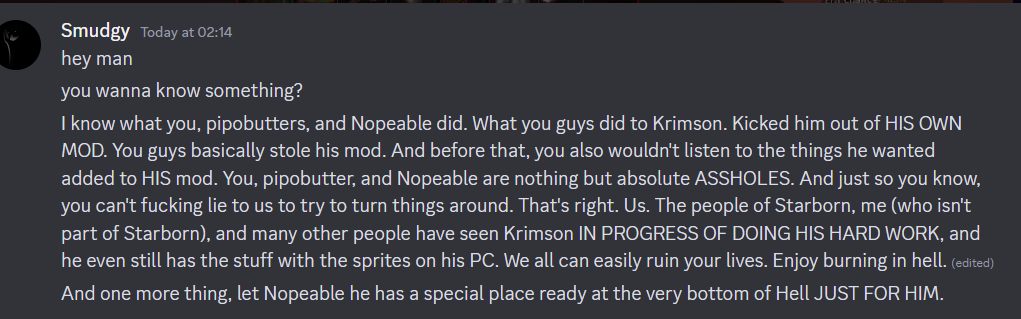 Smudgy Today at 02:14
hey man
you wanna know something?
I know what you, pipobutters, and Nopeable did. What you guys did to Krimson. Kicked him out of HIS OWN
MOD. You guys basically stole his mod. And before that, you also wouldn't listen to the things he wanted
added to HIS mod. You, pipobutter, and Nopeable are nothing but absolute ASSHOLES. And just so you know,
you can't fucking lie to us to try to turn things around. That's right. Us. The people of Starborn, me (who isn't
part of Starborn), and many other people have seen Krimson IN PROGRESS OF DOING HIS HARD WORK, and
he even still has the stuff with the sprites on his PC. We all can easily ruin your lives. Enjoy burning in hell. (edited)
And one more thing, let Nopeable he has a special place ready at the very bottom of Hell JUST FOR HIM.